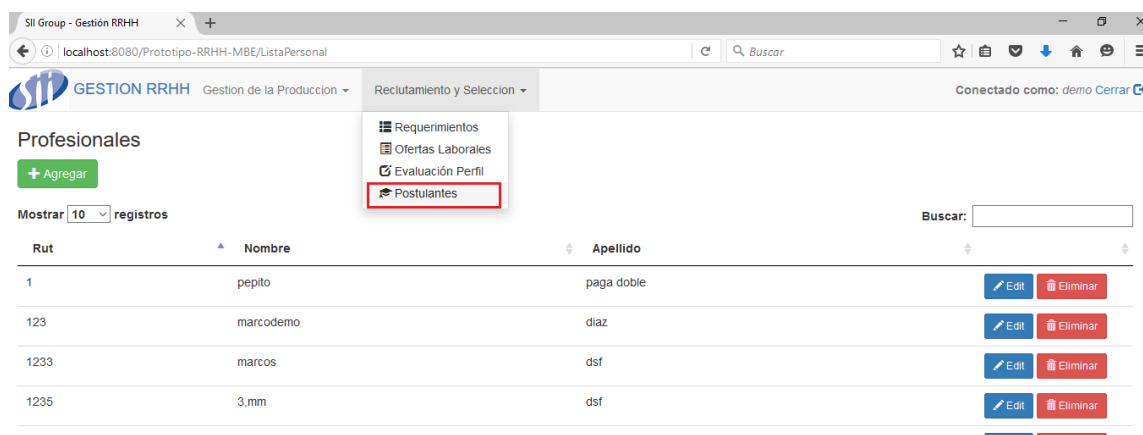 SII Group - Gestión RRHH
localhost:8080/Prototipo-RRHH-MBE/ListaPersonal
Buscar
SII GESTION RRHH Gestion de la Produccion Reclutamiento y Seleccion Conectado como: demo Cerrar
Requerimientos
Ofertas Laborales
Evaluación Perfil
Postulantes
Profesionales
Agregar
Mostrar 10 registros Buscar:
Rut Nombre Apellido
1 pepito paga doble Edit Eliminar
123 marcodemo diaz Edit Eliminar
1233 marcos dsf Edit Eliminar
1235 3,mm dsf Edit Eliminar